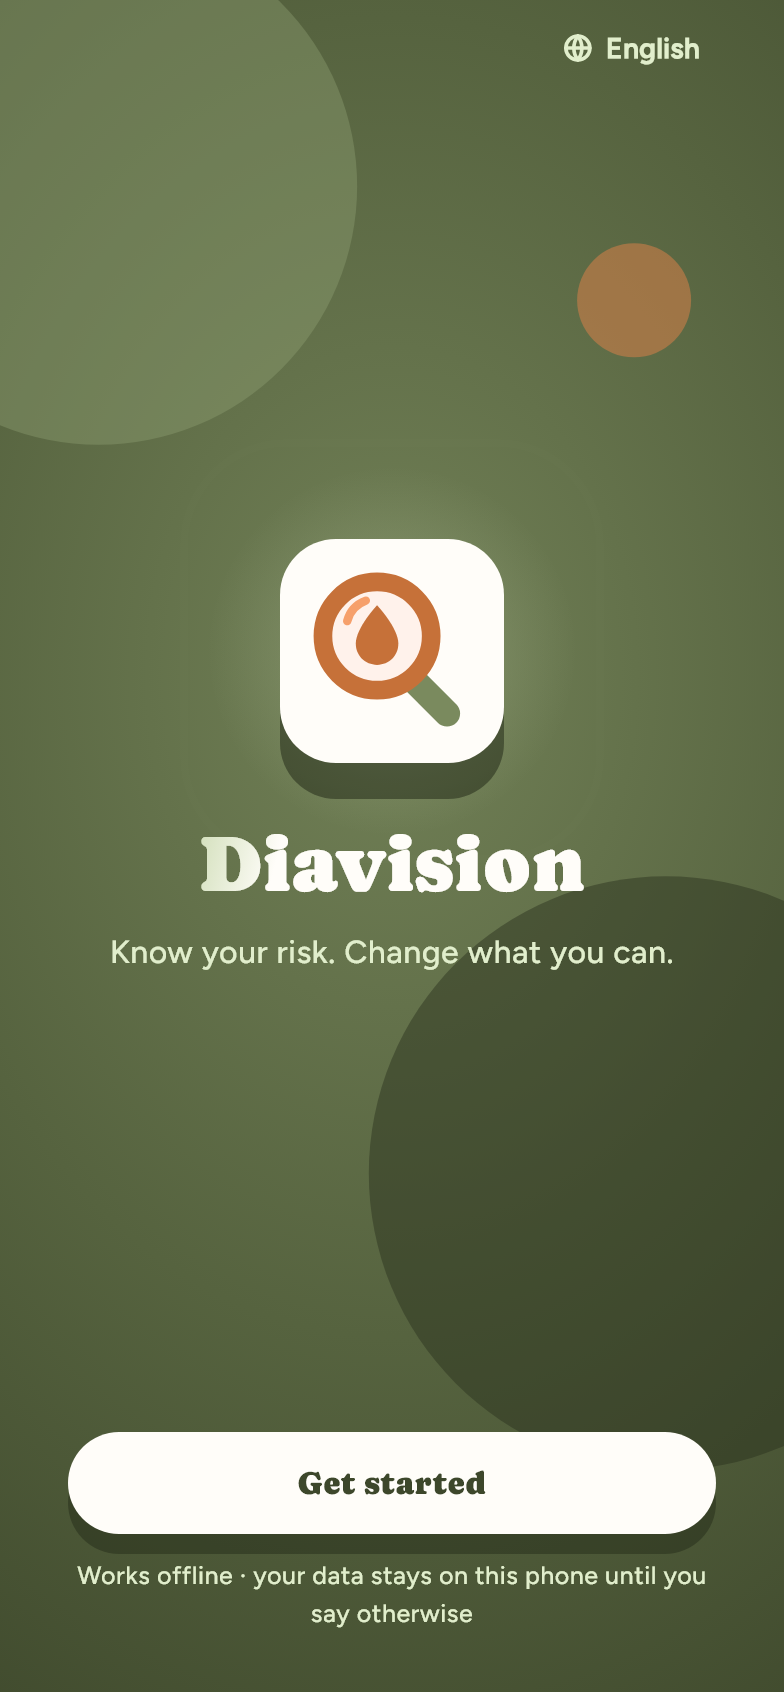 English
Diavision
Know your risk. Change what you can.
Get started
Works offline · your data stays on this phone until you
say otherwise